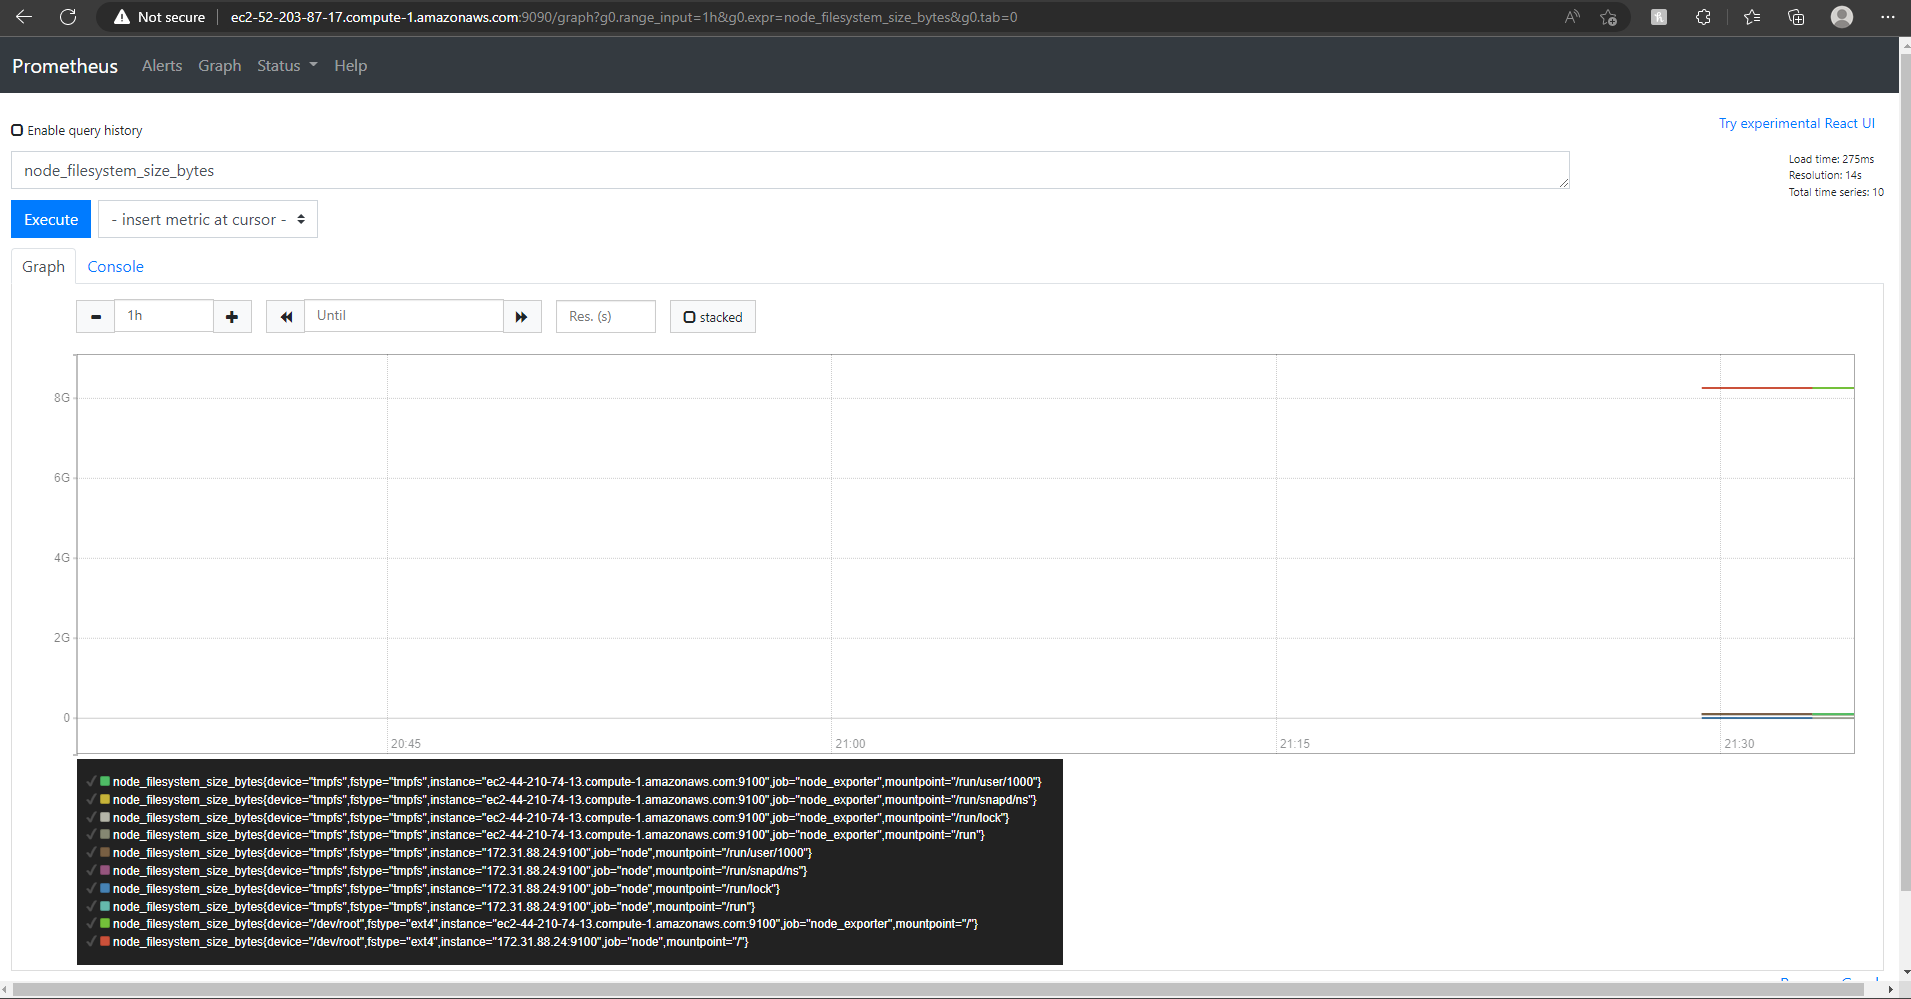 Not secure
ec2-52-203-87-17.compute-1.amazonaws.com:9090/graph?g0.range_input=1h&g0.expr=node_filesystem_size_bytes&g0.tab=0
Prometheus Alerts Graph Status Help
Enable query history
Try experimental React UI
node_filesystem_size_bytes
Load time: 275ms
Resolution: 14s
Total time series: 10
Execute
- insert metric at cursor -
Graph Console
1h
Until
Res. (s)
stacked
8G
6G
4G
2G
0
20:45 21:00 21:15 21:30
node_filesystem_size_bytes{device="tmpfs",fstype="tmpfs",instance="ec2-44-210-74-13.compute-1.amazonaws.com:9100",job="node_exporter",mountpoint="/run/user/1000"}
node_filesystem_size_bytes{device="tmpfs",fstype="tmpfs",instance="ec2-44-210-74-13.compute-1.amazonaws.com:9100",job="node_exporter",mountpoint="/run/snapd/ns"}
node_filesystem_size_bytes{device="tmpfs",fstype="tmpfs",instance="ec2-44-210-74-13.compute-1.amazonaws.com:9100",job="node_exporter",mountpoint="/run/lock"}
node_filesystem_size_bytes{device="tmpfs",fstype="tmpfs",instance="ec2-44-210-74-13.compute-1.amazonaws.com:9100",job="node_exporter",mountpoint="/run"}
node_filesystem_size_bytes{device="tmpfs",fstype="tmpfs",instance="172.31.88.24:9100",job="node",mountpoint="/run/user/1000"}
node_filesystem_size_bytes{device="tmpfs",fstype="tmpfs",instance="172.31.88.24:9100",job="node",mountpoint="/run/snapd/ns"}
node_filesystem_size_bytes{device="tmpfs",fstype="tmpfs",instance="172.31.88.24:9100",job="node",mountpoint="/run/lock"}
node_filesystem_size_bytes{device="tmpfs",fstype="tmpfs",instance="172.31.88.24:9100",job="node",mountpoint="/run"}
node_filesystem_size_bytes{device="/dev/root",fstype="ext4",instance="ec2-44-210-74-13.compute-1.amazonaws.com:9100",job="node_exporter",mountpoint="/"}
node_filesystem_size_bytes{device="/dev/root",fstype="ext4",instance="172.31.88.24:9100",job="node",mountpoint="/"}